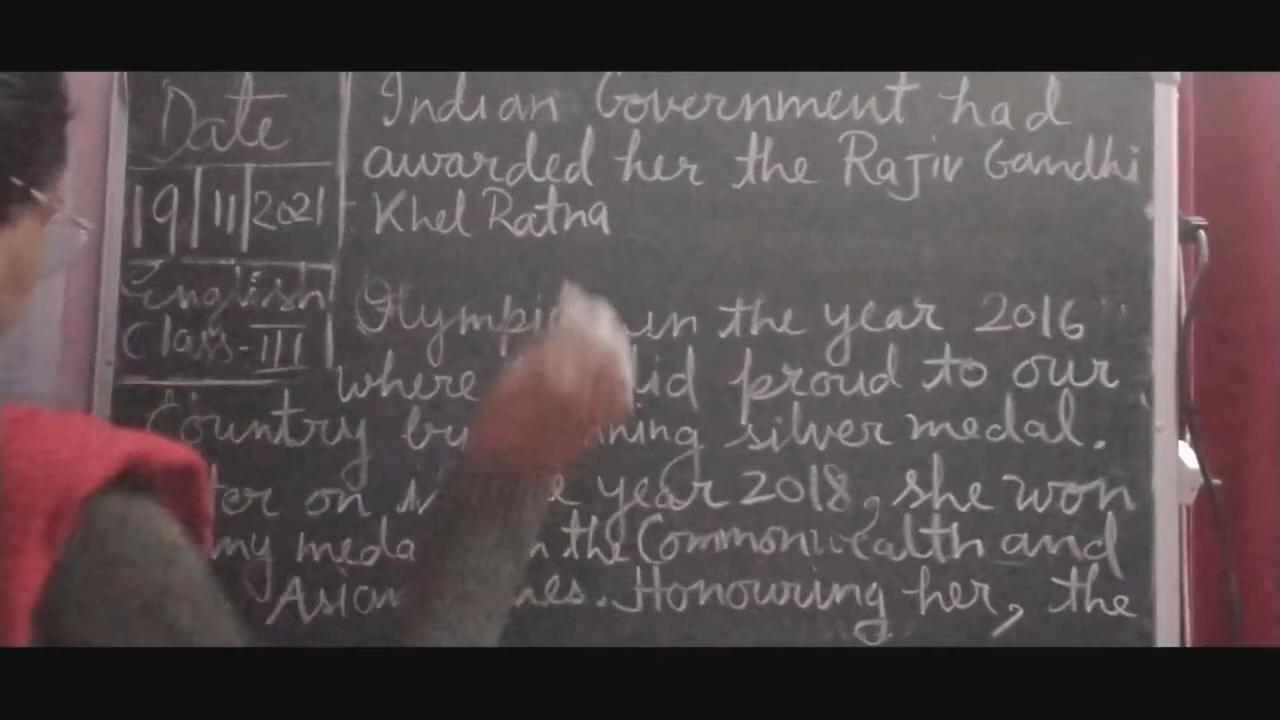 Date
19/11/2021
English
Class-III
Indian Government had
awarded her the Rajiv Gandhi
Khel Ratna
in the year 2016
where proud to our
Country silver medal.
on year 2018, she won
the Commonwealth and
Asian Honouring her, the